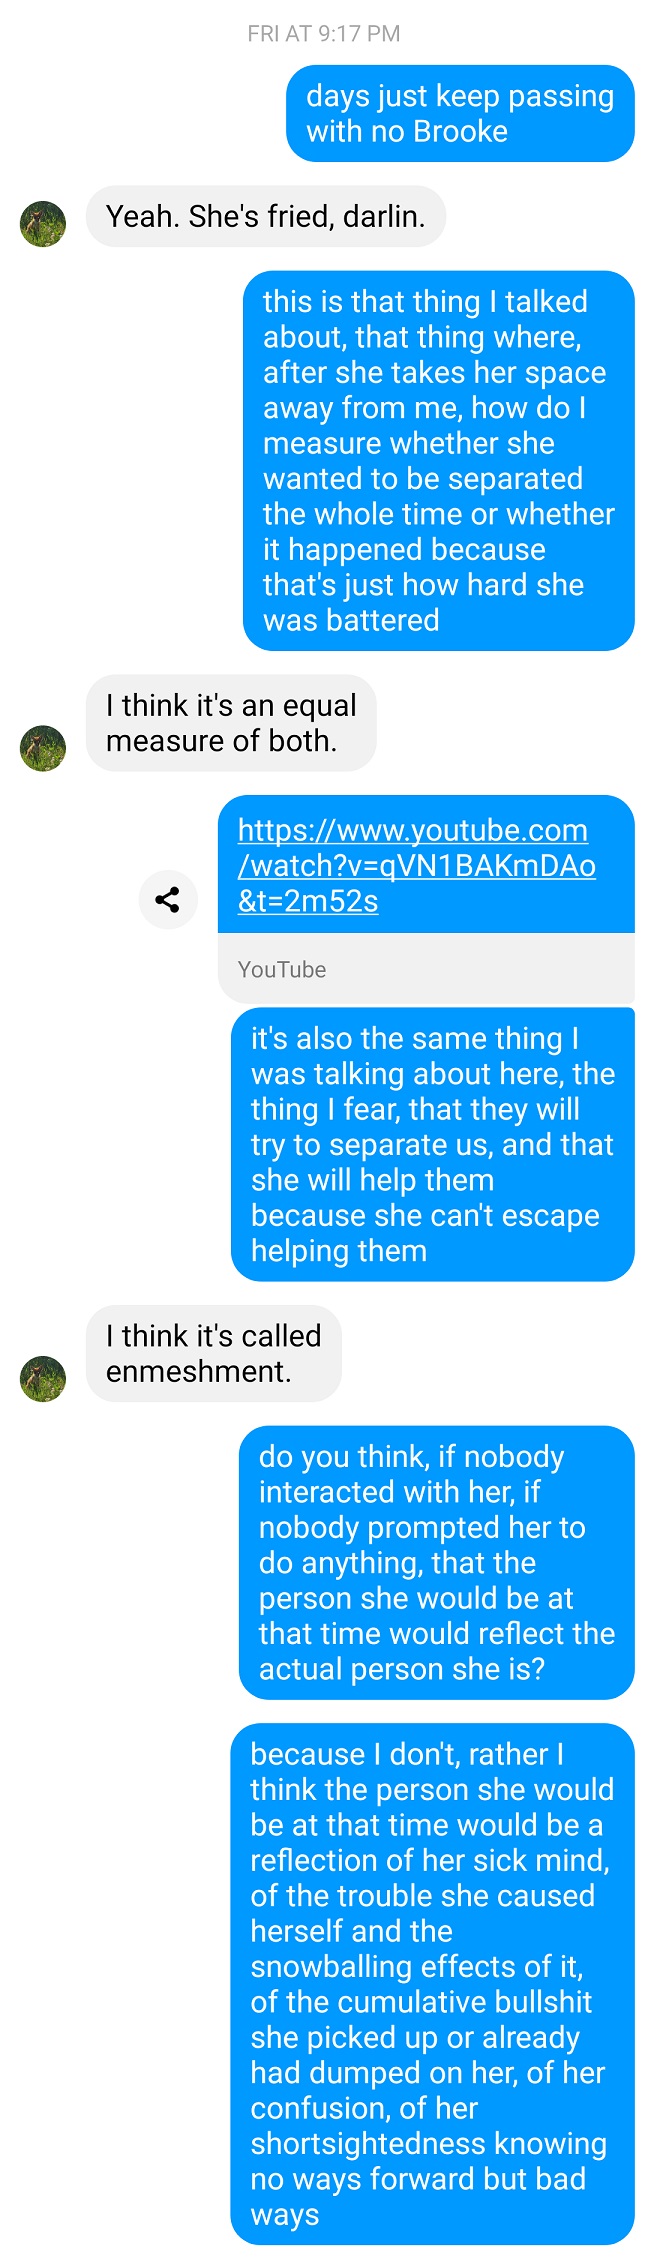 FRI AT 9:17 PM
days just keep passing
with no Brooke
Yeah. She's fried, darlin.
this is that thing I talked
about, that thing where,
after she takes her space
away from me, how do I
measure whether she
wanted to be separated
the whole time or whether
it happened because
that's just how hard she
was battered
I think it's an equal
measure of both.
https://www.youtube.com
/watch?v=qVN1BAKmDAo
&t=2m52s
YouTube
it's also the same thing I
was talking about here, the
thing I fear, that they will
try to separate us, and that
she will help them
because she can't escape
helping them
I think it's called
enmeshment.
do you think, if nobody
interacted with her, if
nobody prompted her to
do anything, that the
person she would be at
that time would reflect the
actual person she is?
because I don't, rather I
think the person she would
be at that time would be a
reflection of her sick mind,
of the trouble she caused
herself and the
snowballing effects of it,
of the cumulative bullshit
she picked up or already
had dumped on her, of her
confusion, of her
shortsightedness knowing
no ways forward but bad
ways